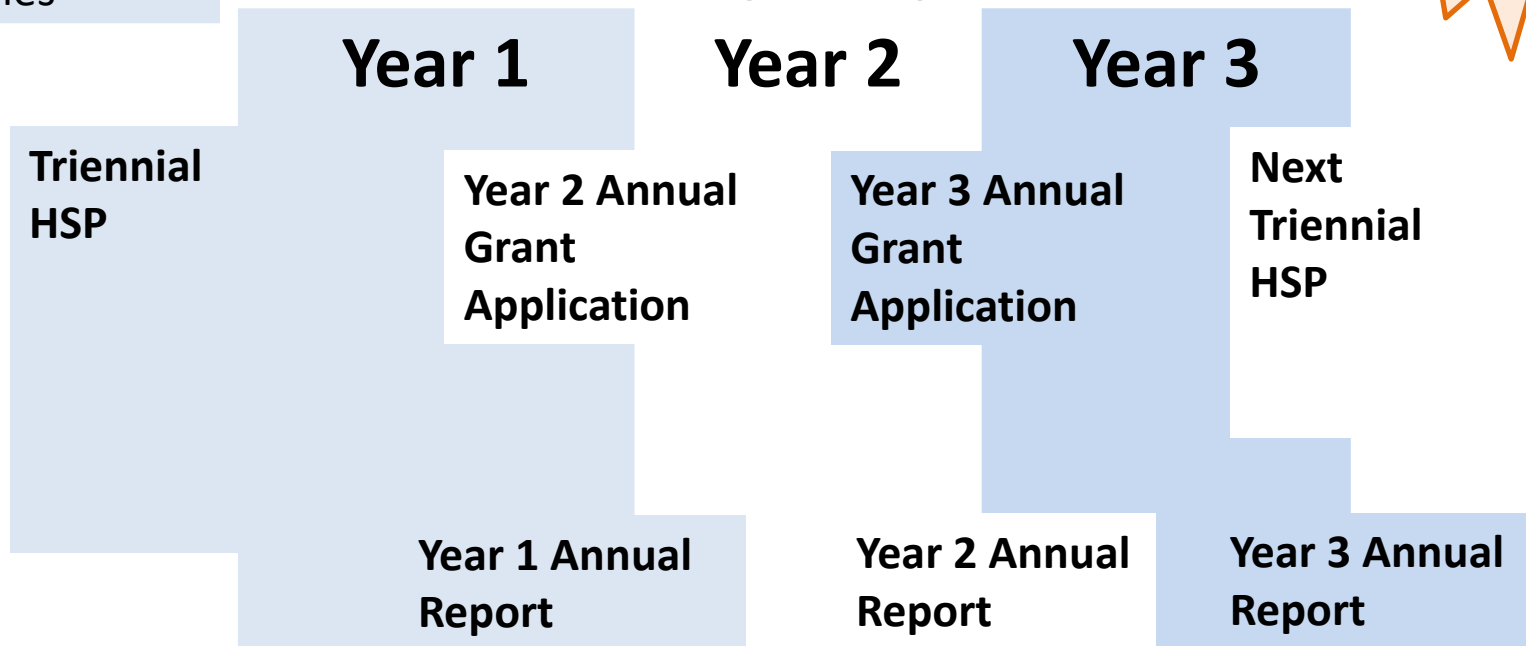 Year 1
Year 2
Year 3
Triennial
HSP
Year 2 Annual
Grant
Application
Year 3 Annual
Grant
Application
Next
Triennial
HSP
Year 1 Annual
Report
Year 2 Annual
Report
Year 3 Annual
Report